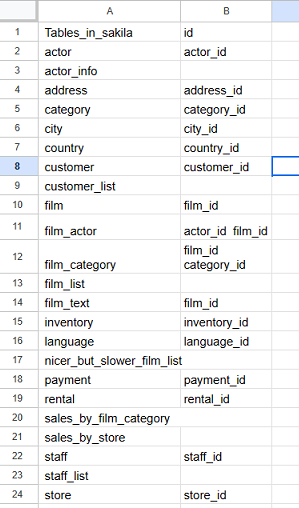 A B
1 Tables_in_sakila id
2 actor actor_id
3 actor_info
4 address address_id
5 category category_id
6 city city_id
7 country country_id
8 customer customer_id
9 customer_list
10 film film_id
11 film_actor actor_id film_id
film_id
12 film_category category_id
13 film_list
14 film_text film_id
15 inventory inventory_id
16 language language_id
17 nicer_but_slower_film_list
18 payment payment_id
19 rental rental_id
20 sales_by_film_category
21 sales_by_store
22 staff staff_id
23 staff_list
24 store store_id